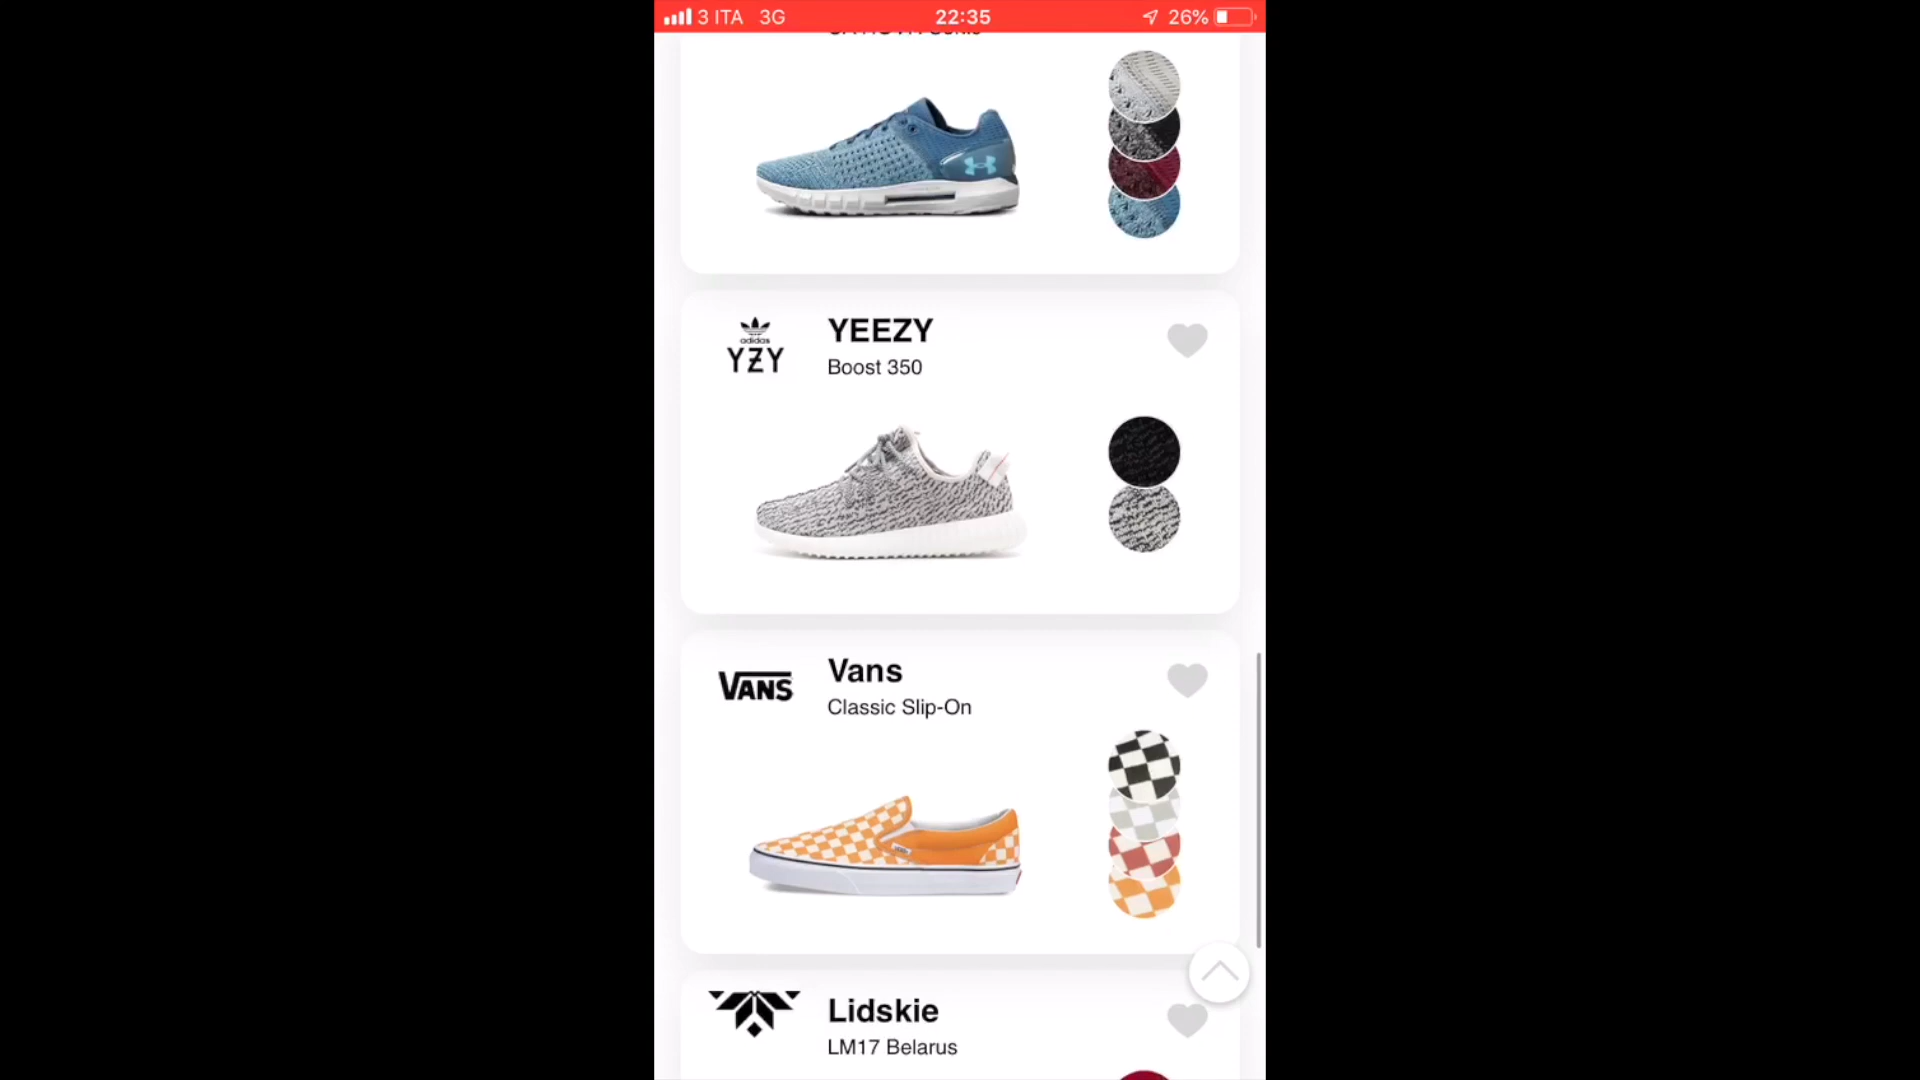 3 ITA 3G 22:35 26%
adidas
YZY
YEEZY
Boost 350
VANS
Vans
Classic Slip-On
Lidskie
LM17 Belarus